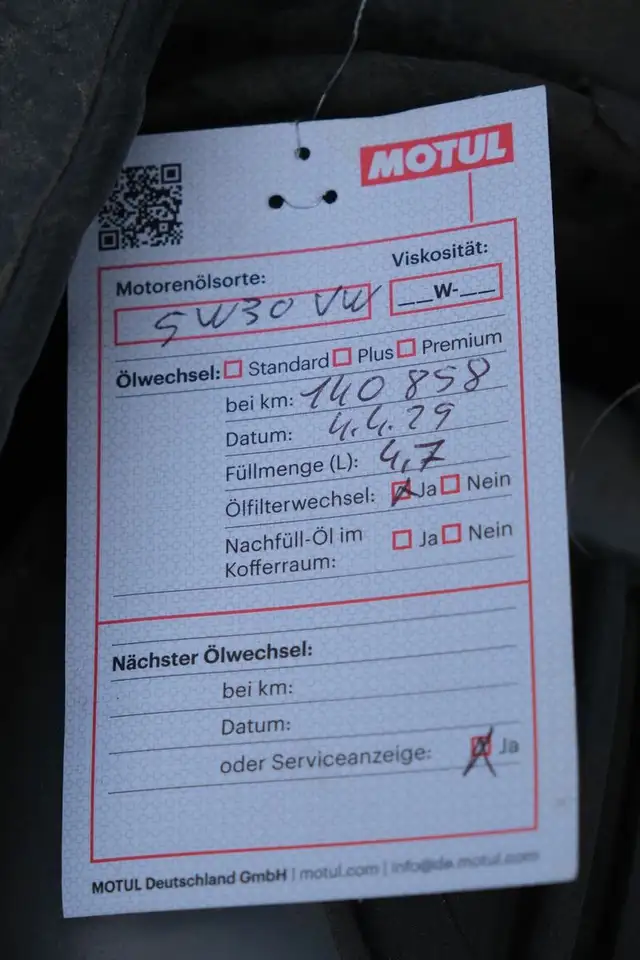 MOTUL
Motorenölsorte:
Viskosität:
5W30 VW
__W-__
Ölwechsel: Standard Plus Premium
bei km: 140 858
Datum: 4.4.29
Füllmenge (L): 4,7
Ölfilterwechsel: Ja Nein
Nachfüll-Öl im Ja Nein
Kofferraum:
Nächster Ölwechsel:
bei km:
Datum:
oder Serviceanzeige: Ja
MOTUL Deutschland GmbH | motul.com | info@de.motul.com